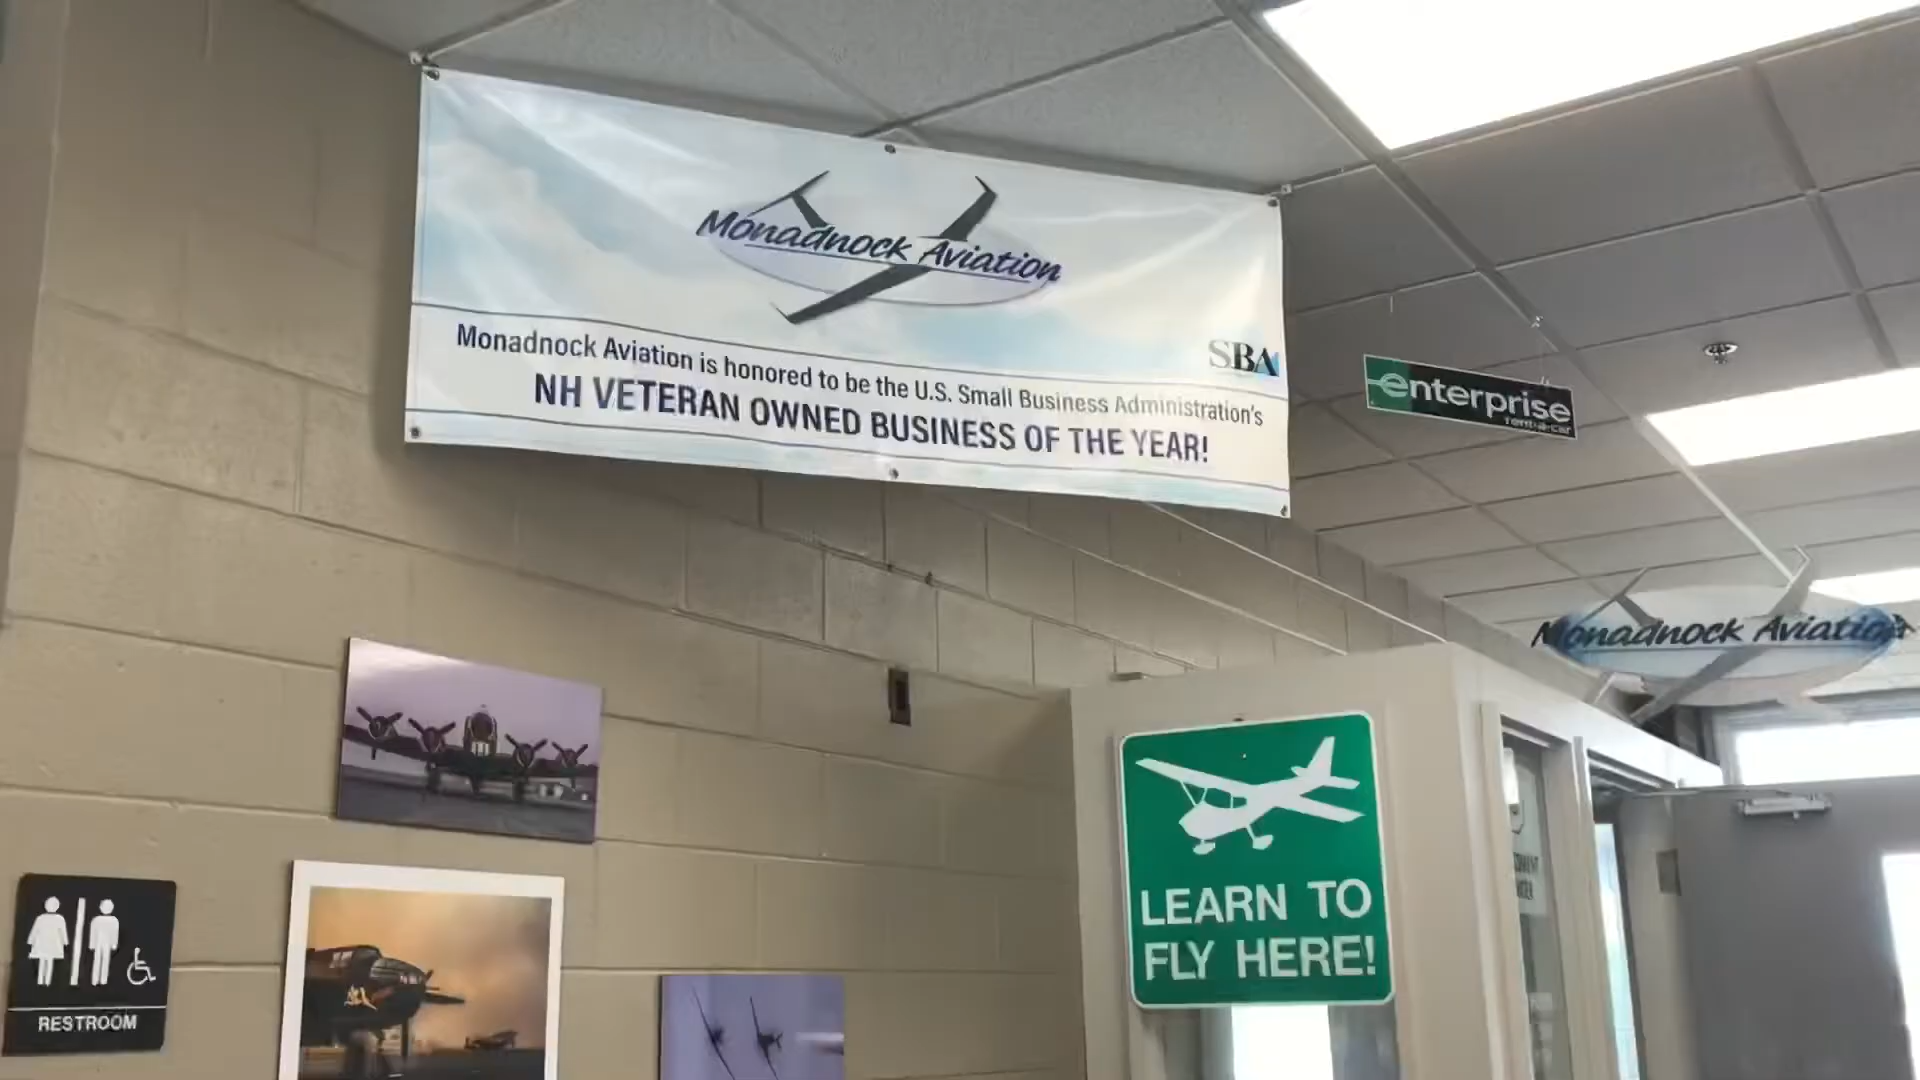 Monadnock Aviation
SBA
Monadnock Aviation is honored to be the U.S. Small Business Administration's
NH VETERAN OWNED BUSINESS OF THE YEAR!
enterprise
rent-a-car
Monadnock Aviation
LEARN TO
FLY HERE!
RESTROOM